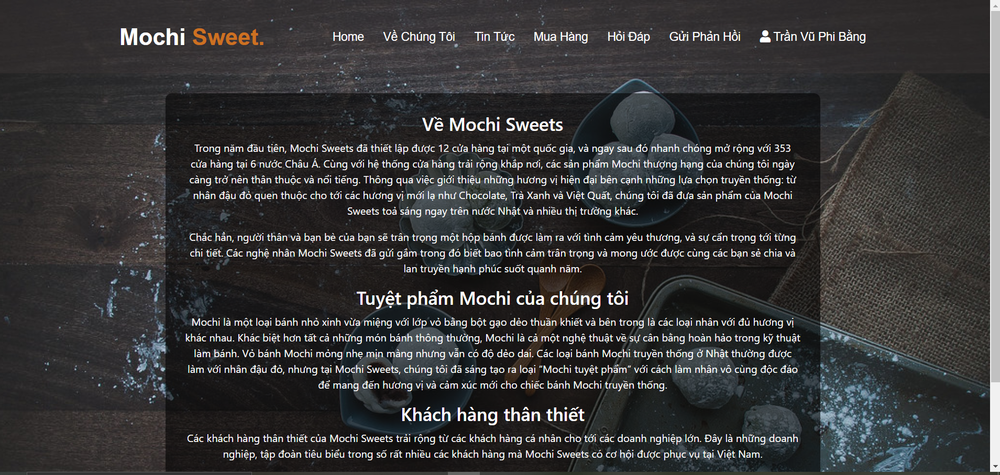 Mochi Sweet.
Home Về Chúng Tôi Tin Tức Mua Hàng Hỏi Đáp Gửi Phản Hồi Trần Vũ Phi Bằng
Về Mochi Sweets
Trong năm đầu tiên, Mochi Sweets đã thiết lập được 12 cửa hàng tại một quốc gia, và ngay sau đó nhanh chóng mở rộng với 353
cửa hàng tại 6 nước Châu Á. Cùng với hệ thống cửa hàng trải rộng khắp nơi, các sản phẩm Mochi thượng hạng của chúng tôi ngày
càng trở nên thân thuộc và nổi tiếng. Thông qua việc giới thiệu những hương vị hiện đại bên cạnh những lựa chọn truyền thống: từ
nhân đậu đỏ quen thuộc cho tới các hương vị mới lạ như Chocolate, Trà Xanh và Việt Quất, chúng tôi đã đưa sản phẩm của Mochi
Sweets toả sáng ngay trên nước Nhật và nhiều thị trường khác.
Chắc hẳn, người thân và bạn bè của bạn sẽ trân trọng một hộp bánh được làm ra với tình cảm yêu thương, và sự cẩn trọng tới từng
chi tiết. Các nghệ nhân Mochi Sweets đã gửi gắm trong đó biết bao tình cảm trân trọng và mong ước được cùng các bạn sẻ chia và
lan truyền hạnh phúc suốt quanh năm.
Tuyệt phẩm Mochi của chúng tôi
Mochi là một loại bánh nhỏ xinh vừa miệng với lớp vỏ bằng bột gạo dẻo thuần khiết và bên trong là các loại nhân với đủ hương vị
khác nhau. Khác biệt hơn tất cả những món bánh thông thường, Mochi là cả một nghệ thuật về sự cân bằng hoàn hảo trong kỹ thuật
làm bánh. Vỏ bánh Mochi mỏng nhẹ mịn màng nhưng vẫn có độ dẻo dai. Các loại bánh Mochi truyền thống ở Nhật thường được
làm với nhân đậu đỏ, nhưng tại Mochi Sweets, chúng tôi đã sáng tạo ra loại “Mochi tuyệt phẩm” với cách làm nhân vô cùng độc đáo
để mang đến hương vị và cảm xúc mới cho chiếc bánh Mochi truyền thống.
Khách hàng thân thiết
Các khách hàng thân thiết của Mochi Sweets trải rộng từ các khách hàng cá nhân cho tới các doanh nghiệp lớn. Đây là những doanh
nghiệp, tập đoàn tiêu biểu trong số rất nhiều các khách hàng mà Mochi Sweets có cơ hội được phục vụ tại Việt Nam.